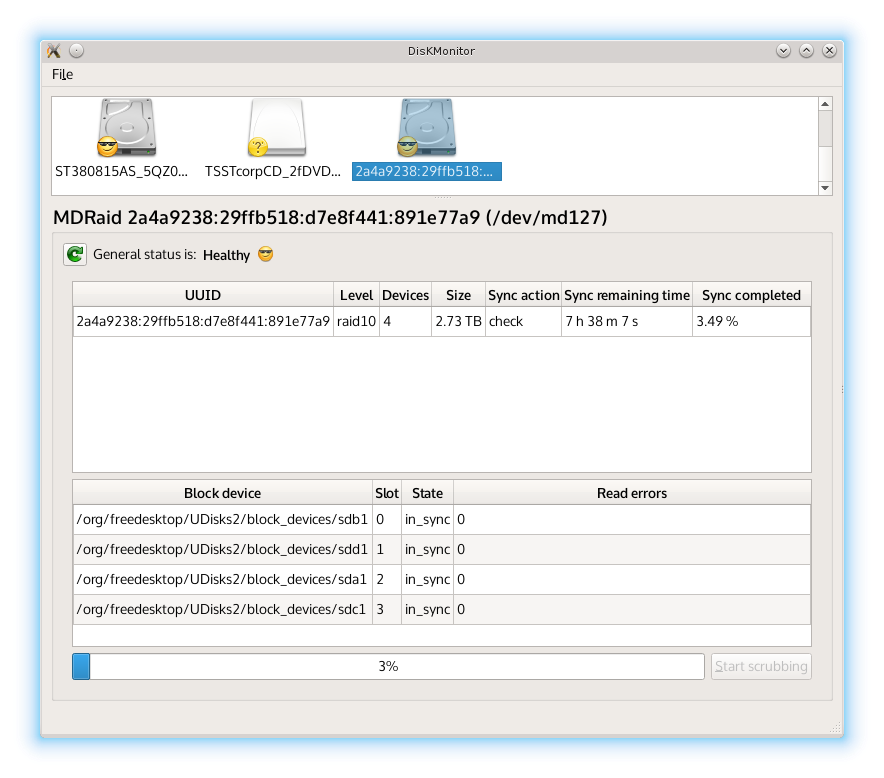 DisKMonitor
File
ST380815AS_5QZ0... TSSTcorpCD_2fDVD... 2a4a9238:29ffb518:...
MDRaid 2a4a9238:29ffb518:d7e8f441:891e77a9 (/dev/md127)
General status is: Healthy
UUID Level Devices Size Sync action Sync remaining time Sync completed
2a4a9238:29ffb518:d7e8f441:891e77a9 raid10 4 2.73 TB check 7 h 38 m 7 s 3.49 %
Block device Slot State Read errors
/org/freedesktop/UDisks2/block_devices/sdb1 0 in_sync 0
/org/freedesktop/UDisks2/block_devices/sdd1 1 in_sync 0
/org/freedesktop/UDisks2/block_devices/sda1 2 in_sync 0
/org/freedesktop/UDisks2/block_devices/sdc1 3 in_sync 0
3% Start scrubbing